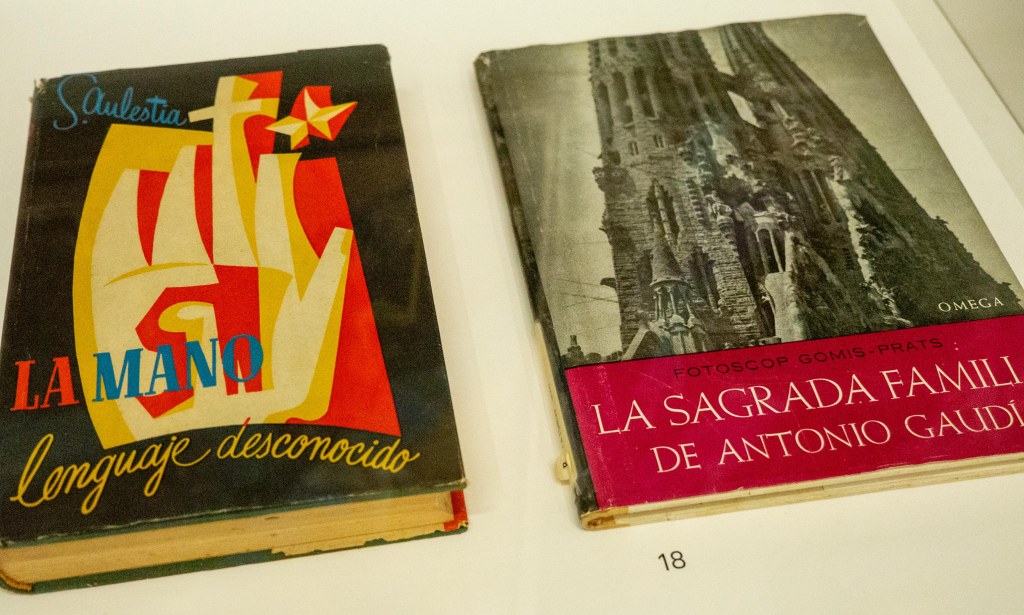 S. Aulestia
LA MANO
lenguaje desconocido
OMEGA
FOTOSCOP GOMIS-PRATS
LA SAGRADA FAMILI
DE ANTONIO GAUDÍ
18